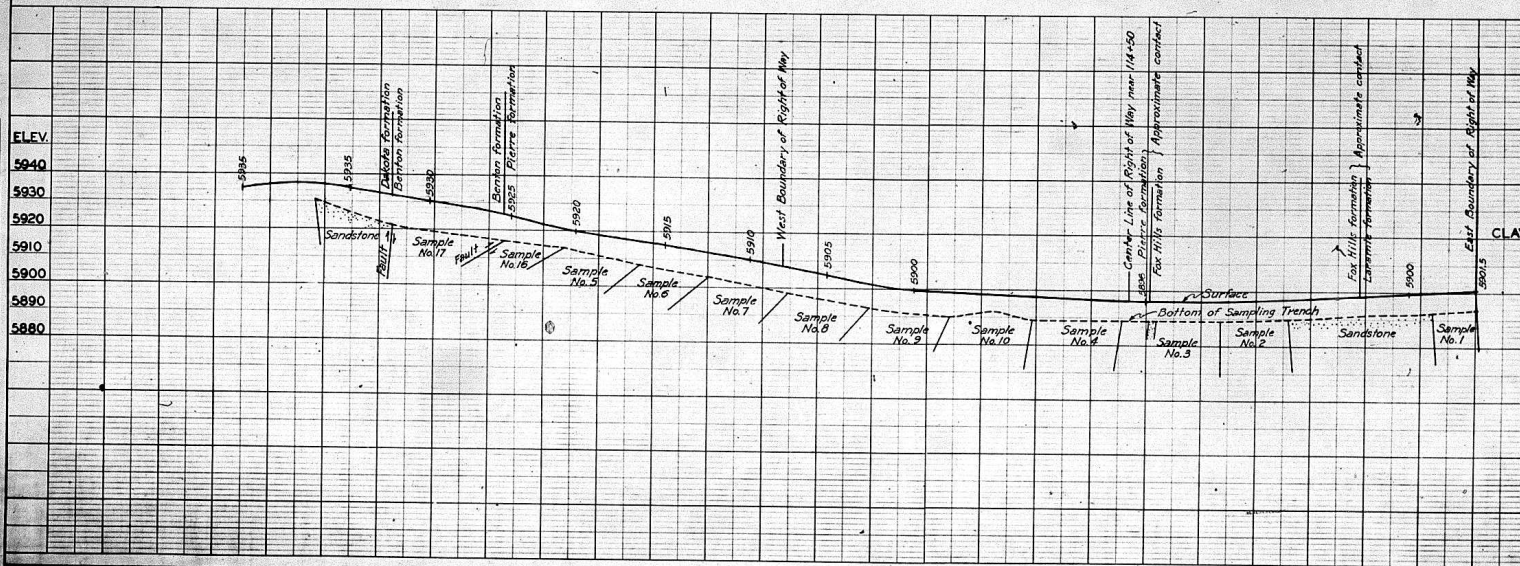 ELEV.
5940
5930
5920
5910
5900
5890
5880
5935
5935
Dakota formation
Benton formation
5930
Benton formation
5925 Pierre formation
5920
5915
5910
West Boundary of Right of Way
5905
5900
Center Line of Right of Way near 114+50
5896 Pierre formation
Fox Hills formation } Approximate contact
Fox Hills formation
Laramie formation } Approximate contact
5900
East Boundary of Right of Way
5901.5
CLA
Surface
Bottom of Sampling Trench
Sandstone
Fault
Sample
No.17
Fault
Sample
No.16
Sample
No.5
Sample
No.6
Sample
No.7
Sample
No.8
Sample
No.9
Sample
No.10
Sample
No.4
Sample
No.3
Sample
No.2
Sandstone
Sample
No.1